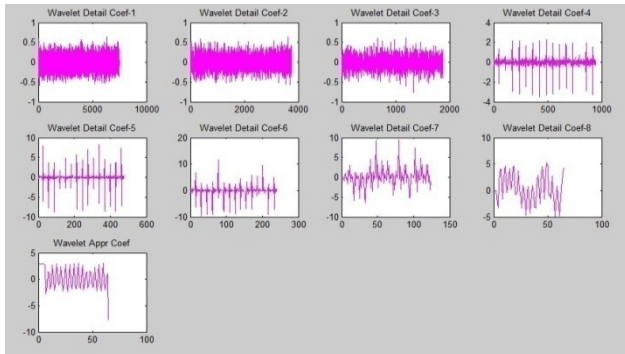 Wavelet Detail Coef-1 Wavelet Detail Coef-2 Wavelet Detail Coef-3 Wavelet Detail Coef-4
1 1 1 4
0.5 0.5 0.5 2
0 0 0 0
-0.5 -0.5 -0.5 -2
-1 -1 -1 -4
0 5000 10000 0 2000 4000 0 1000 2000 0 500 1000
Wavelet Detail Coef-5 Wavelet Detail Coef-6 Wavelet Detail Coef-7 Wavelet Detail Coef-8
10 20 10 10
5 10 5 5
0 0 0 0
-5 -5
-10 -10 -10 -5
0 200 400 600 0 100 200 300 0 50 100 150 0 50 100
Wavelet Appr Coef
5
0
-5
-10
0 50 100